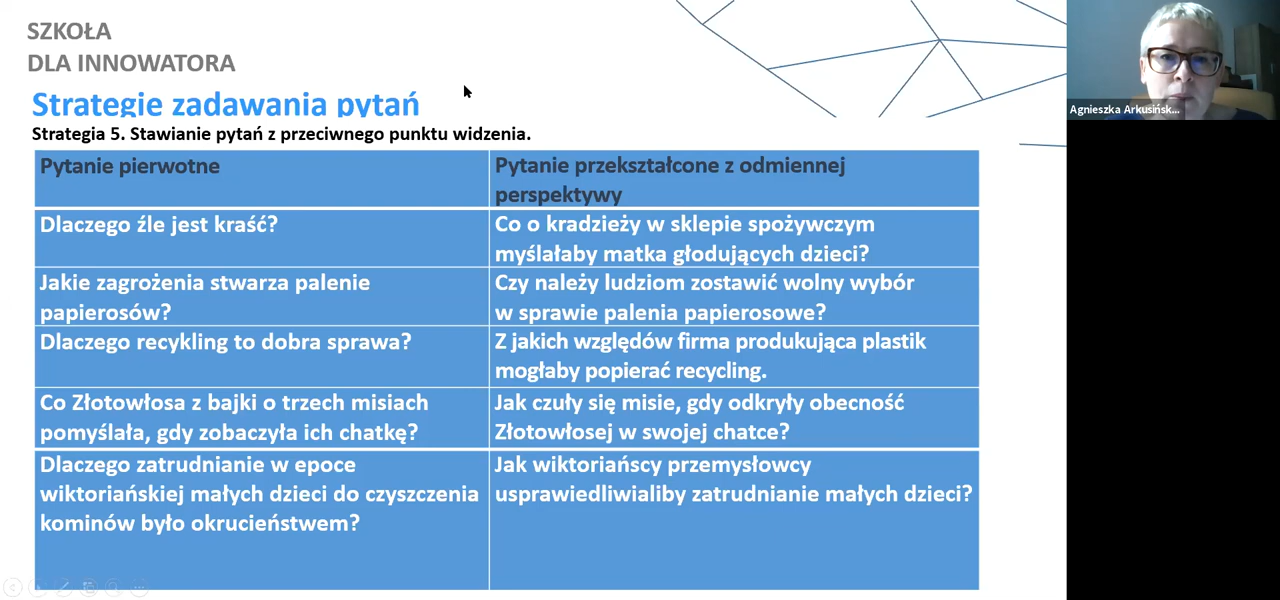 SZKOŁA
DLA INNOWATORA
Strategie zadawania pytań
Strategia 5. Stawianie pytań z przeciwnego punktu widzenia.
Pytanie pierwotne
Pytanie przekształcone z odmiennej
perspektywy
Dlaczego źle jest kraść?
Co o kradzieży w sklepie spożywczym
myślałaby matka głodujących dzieci?
Jakie zagrożenia stwarza palenie
papierosów?
Czy należy ludziom zostawić wolny wybór
w sprawie palenia papierosowe?
Dlaczego recykling to dobra sprawa?
Z jakich względów firma produkująca plastik
mogłaby popierać recycling.
Co Złotowłosa z bajki o trzech misiach
pomyślała, gdy zobaczyła ich chatkę?
Jak czuły się misie, gdy odkryły obecność
Złotowłosej w swojej chatce?
Dlaczego zatrudnianie w epoce
wiktoriańskiej małych dzieci do czyszczenia
kominów było okrucieństwem?
Jak wiktoriańscy przemysłowcy
usprawiedliwialiby zatrudnianie małych dzieci?
Agnieszka Arkusińsk...